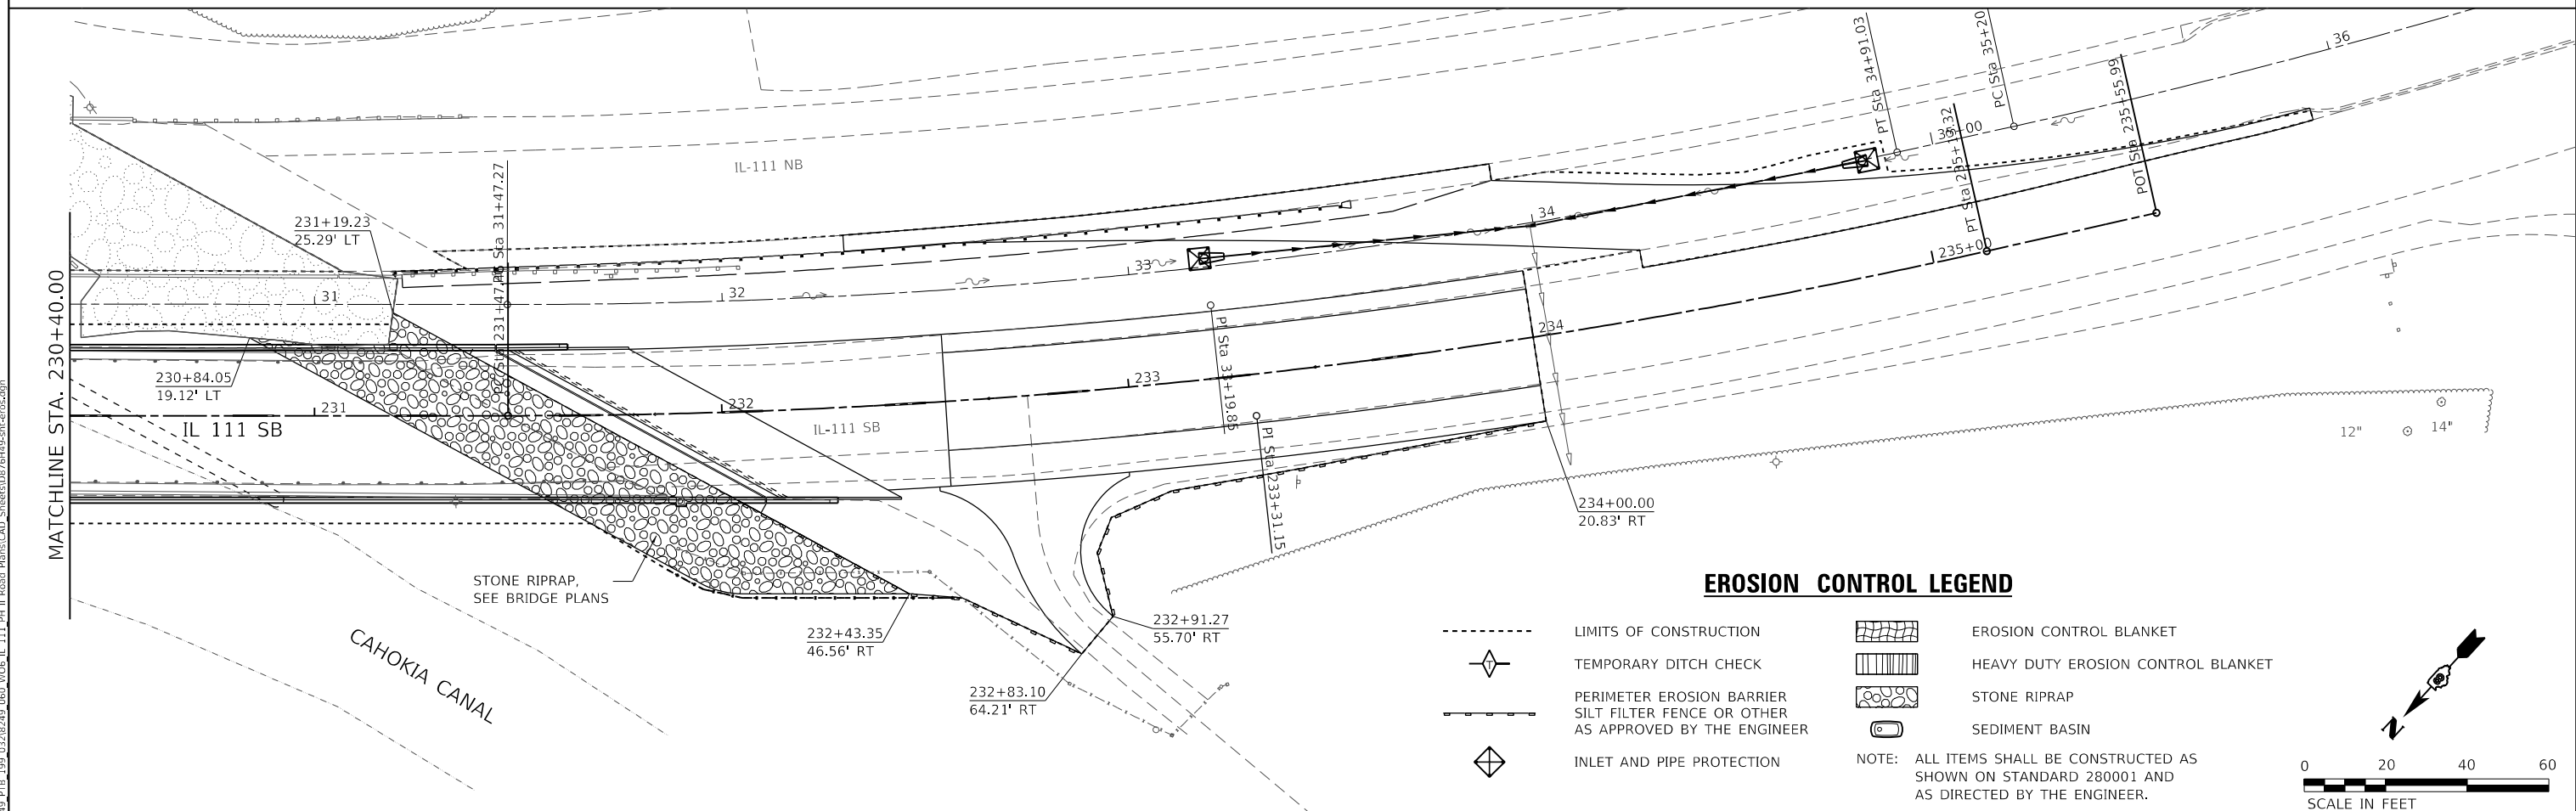 MATCHLINE STA. 230+40.00
231+19.23
25.29' LT
31
32
33
34
35+00
36
IL-111 NB
PT Sta 34+91.03
PC Sta 35+20
PT Sta 235+13.32
POT Sta 235+55.99
230+84.05
19.12' LT
231
232
233
234
235+00
IL 111 SB
IL-111 SB
Sta 31+47.27
PI Sta 33+19.85
PI Sta 233+31.15
12"
14"
234+00.00
20.83' RT
STONE RIPRAP,
SEE BRIDGE PLANS
232+43.35
46.56' RT
232+91.27
55.70' RT
232+83.10
64.21' RT
CAHOKIA CANAL
EROSION CONTROL LEGEND
LIMITS OF CONSTRUCTION
TEMPORARY DITCH CHECK
PERIMETER EROSION BARRIER
SILT FILTER FENCE OR OTHER
AS APPROVED BY THE ENGINEER
INLET AND PIPE PROTECTION
EROSION CONTROL BLANKET
HEAVY DUTY EROSION CONTROL BLANKET
STONE RIPRAP
SEDIMENT BASIN
NOTE: ALL ITEMS SHALL BE CONSTRUCTED AS
SHOWN ON STANDARD 280001 AND
AS DIRECTED BY THE ENGINEER.
N
0 20 40 60
SCALE IN FEET